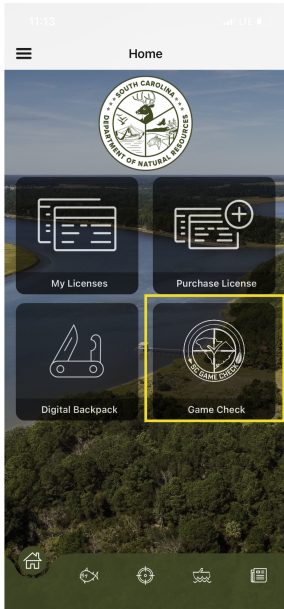 11:13
LTE
Home
SOUTH CAROLINA
DEPARTMENT OF NATURAL RESOURCES
My Licenses
Purchase License
SC GAME CHECK
Digital Backpack
Game Check